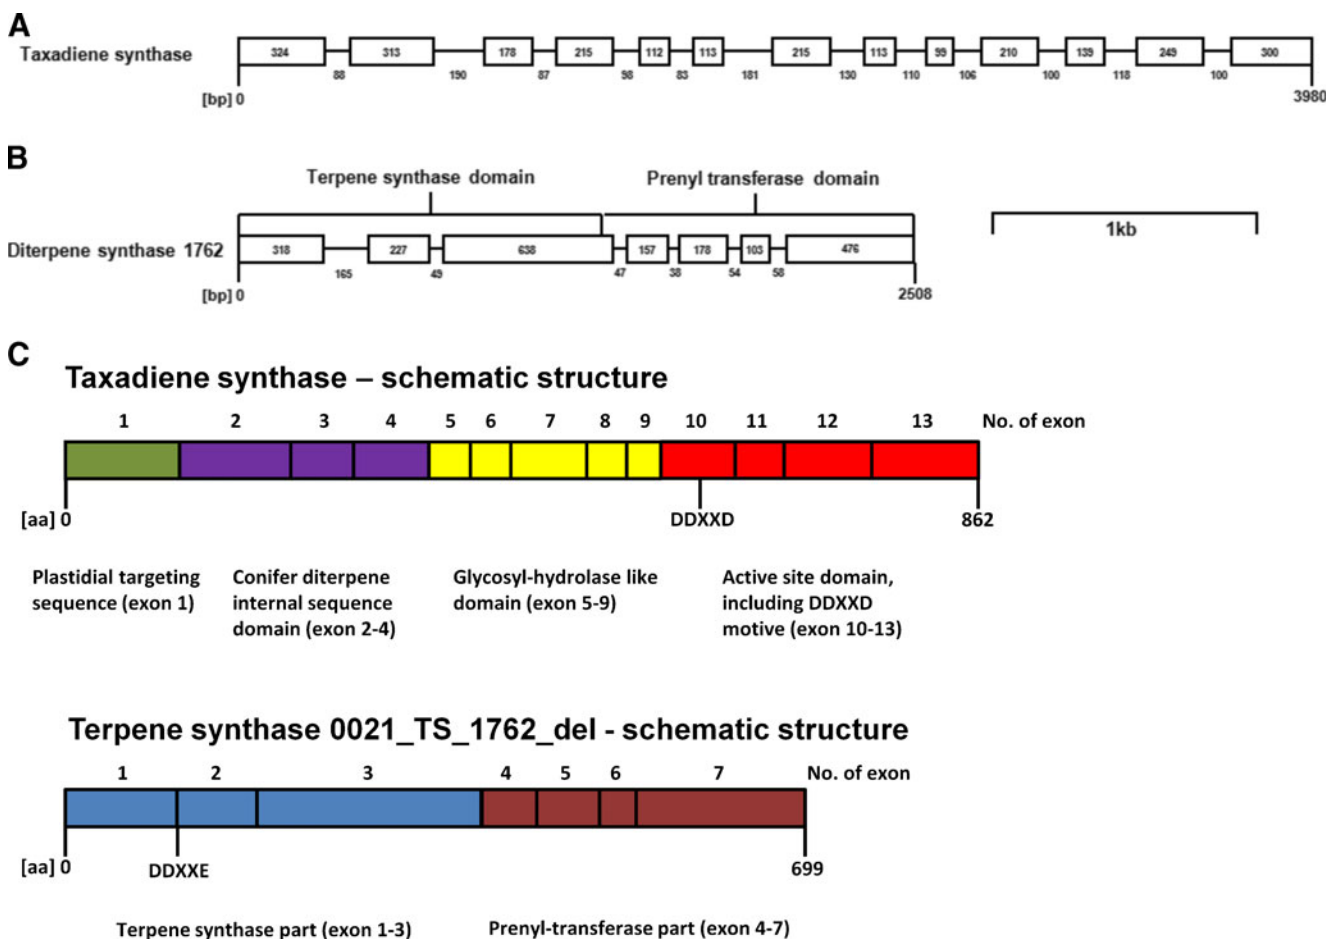 A
Taxadiene synthase
324 313 178 215 112 113 215 113 99 210 139 249 300
88 190 87 98 83 181 130 110 106 100 118 100
[bp] 0 3980
B
Terpene synthase domain Prenyl transferase domain
1kb
Diterpene synthase 1762 318 227 638 157 178 103 476
165 49 47 38 54 58
[bp] 0 2508
C
Taxadiene synthase – schematic structure
1 2 3 4 5 6 7 8 9 10 11 12 13 No. of exon
[aa] 0 DDXXD 862
Plastidial targeting
sequence (exon 1)
Conifer diterpene
internal sequence
domain (exon 2-4)
Glycosyl-hydrolase like
domain (exon 5-9)
Active site domain,
including DDXXD
motive (exon 10-13)
Terpene synthase 0021_TS_1762_del - schematic structure
1 2 3 4 5 6 7 No. of exon
[aa] 0 DDXXE 699
Terpene synthase part (exon 1-3) Prenyl-transferase part (exon 4-7)